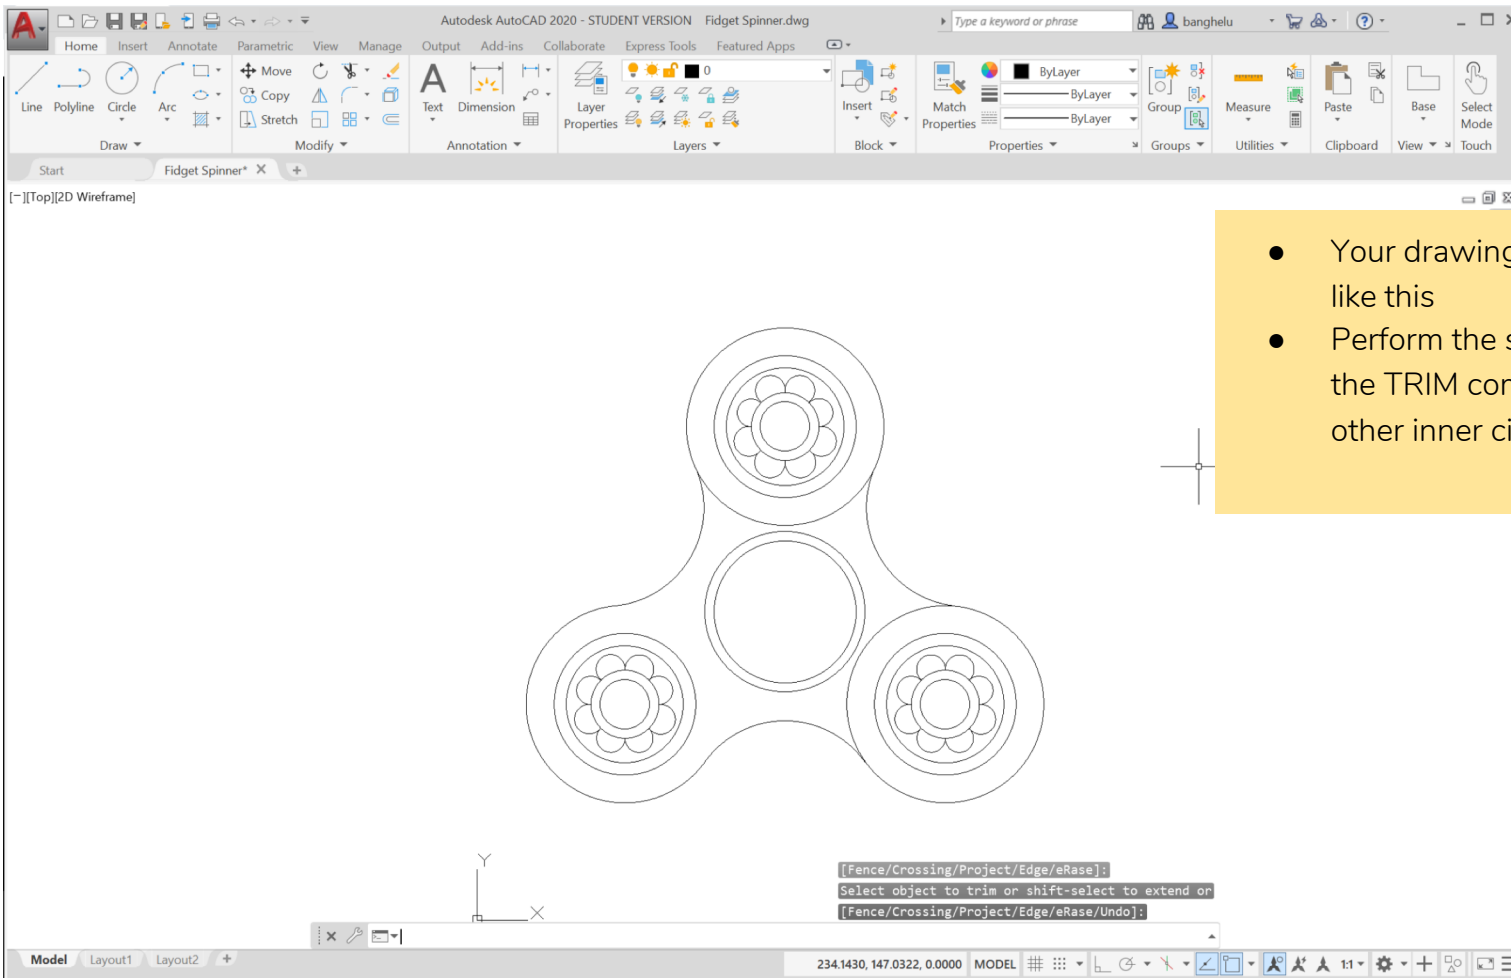 Autodesk AutoCAD 2020 - STUDENT VERSION Fidget Spinner.dwg
Type a keyword or phrase
banghelu
Home Insert Annotate Parametric View Manage Output Add-ins Collaborate Express Tools Featured Apps
Line Polyline Circle Arc
Move
Copy
Stretch
Text Dimension
Layer
Properties
0
Insert
Match
Properties
ByLayer
ByLayer
ByLayer
Group
Measure
Paste
Base
Select
Mode
Draw Modify Annotation Layers Block Properties Groups Utilities Clipboard View Touch
Start Fidget Spinner* +
[−][Top][2D Wireframe]
● Your drawing
like this
● Perform the s
the TRIM cor
other inner ci
Y
X
[Fence/Crossing/Project/Edge/eRase]:
Select object to trim or shift-select to extend or
[Fence/Crossing/Project/Edge/eRase/Undo]:
Model Layout1 Layout2 +
234.1430, 147.0322, 0.0000 MODEL 1:1